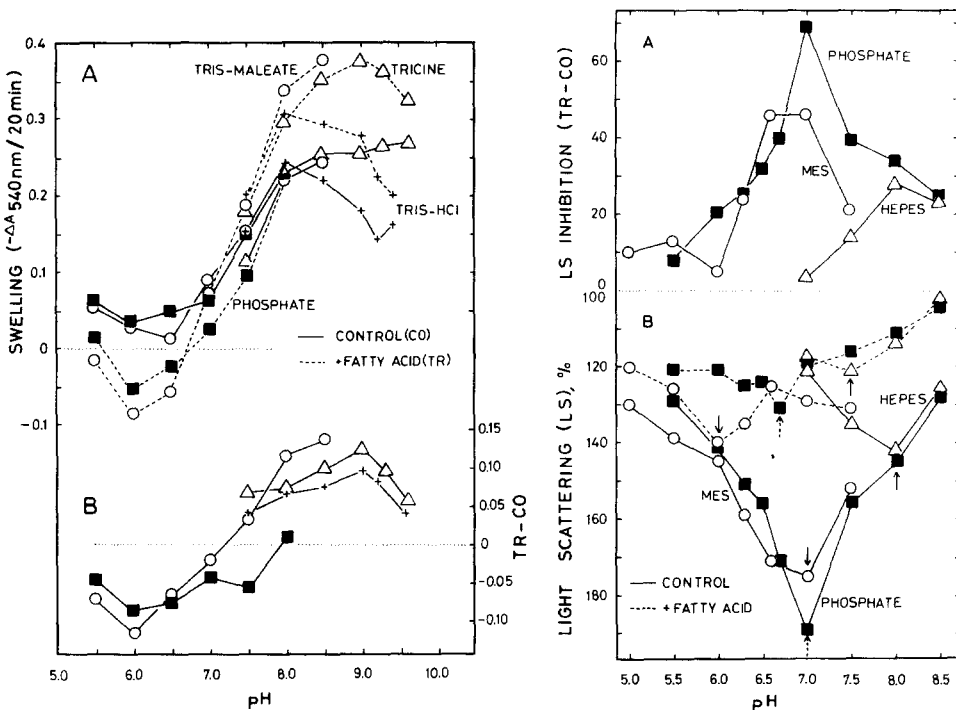 A
SWELLING (-ΔA 540nm/20min)
0.4
0.3
0.2
0.1
0
-0.1
TRIS-MALEATE
TRICINE
TRIS-HCl
PHOSPHATE
CONTROL(CO)
+FATTY ACID(TR)
B
0.15
0.10
0.05
0
-0.05
-0.10
TR-CO
5.0
6.0
7.0
8.0
9.0
10.0
PH
A
LS INHIBITION (TR-CO)
60
40
20
0
PHOSPHATE
MES
HEPES
B
LIGHT SCATTERING (LS), %
100
120
140
160
180
HEPES
MES
PHOSPHATE
CONTROL
+FATTY ACID
5.0
5.5
6.0
6.5
7.0
7.5
8.0
8.5
PH